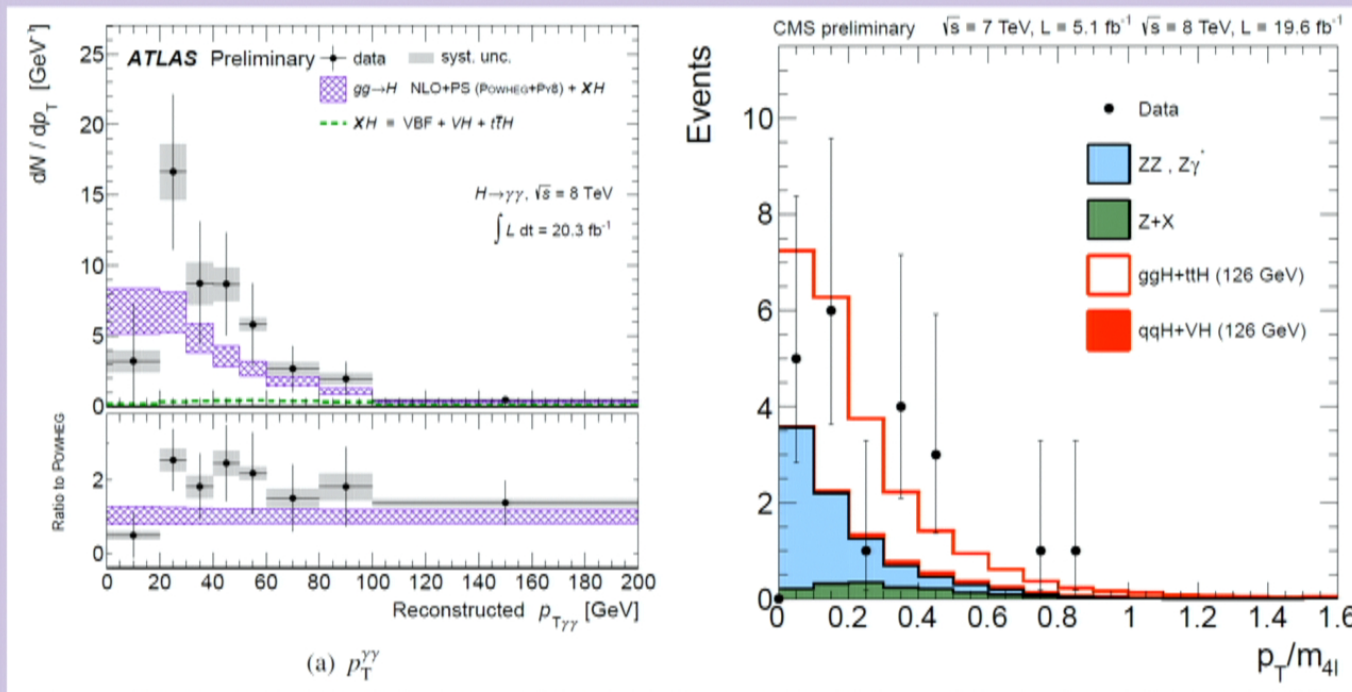 ATLAS Preliminary
data
syst. unc.
gg→H NLO+PS (POWHEG+PY8) + XH
XH = VBF + VH + tt̄H
H→γγ, √s = 8 TeV
∫ L dt = 20.3 fb⁻¹
dN / dp_T [GeV⁻¹]
25
20
15
10
5
0
Ratio to POWHEG
2
0
0 20 40 60 80 100 120 140 160 180 200
Reconstructed p_Tγγ [GeV]
(a) p_T^γγ
CMS preliminary √s = 7 TeV, L = 5.1 fb⁻¹ √s = 8 TeV, L = 19.6 fb⁻¹
Events
10
8
6
4
2
0
Data
ZZ , Zγ*
Z+X
ggH+ttH (126 GeV)
qqH+VH (126 GeV)
0 0.2 0.4 0.6 0.8 1 1.2 1.4 1.6
p_T/m_4l